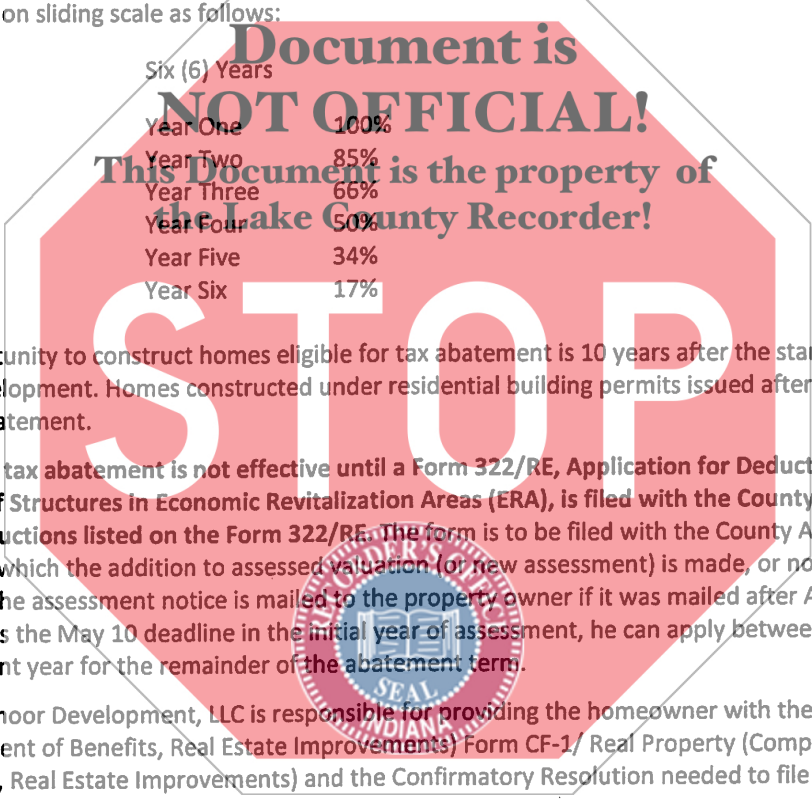 on sliding scale as follows:
Document is
Six (6) Years
NOT OFFICIAL!
Year One 100%
Year Two 85%
This Document is the property of
Year Three 66%
the Lake County Recorder!
Year Four 50%
Year Five 34%
Year Six 17%
STOP
tunity to construct homes eligible for tax abatement is 10 years after the star
lopment. Homes constructed under residential building permits issued after
atement.
tax abatement is not effective until a Form 322/RE, Application for Deduct
f Structures in Economic Revitalization Areas (ERA), is filed with the County
uctions listed on the Form 322/RE. The form is to be filed with the County A
which the addition to assessed valuation (or new assessment) is made, or no
he assessment notice is mailed to the property owner if it was mailed after A
s the May 10 deadline in the initial year of assessment, he can apply betwee
nt year for the remainder of the abatement term.
RECORDER'S OFFICE
SEAL
INDIANA
moor Development, LLC is responsible for providing the homeowner with the
ent of Benefits, Real Estate Improvements) Form CF-1/ Real Property (Comp
, Real Estate Improvements) and the Confirmatory Resolution needed to file